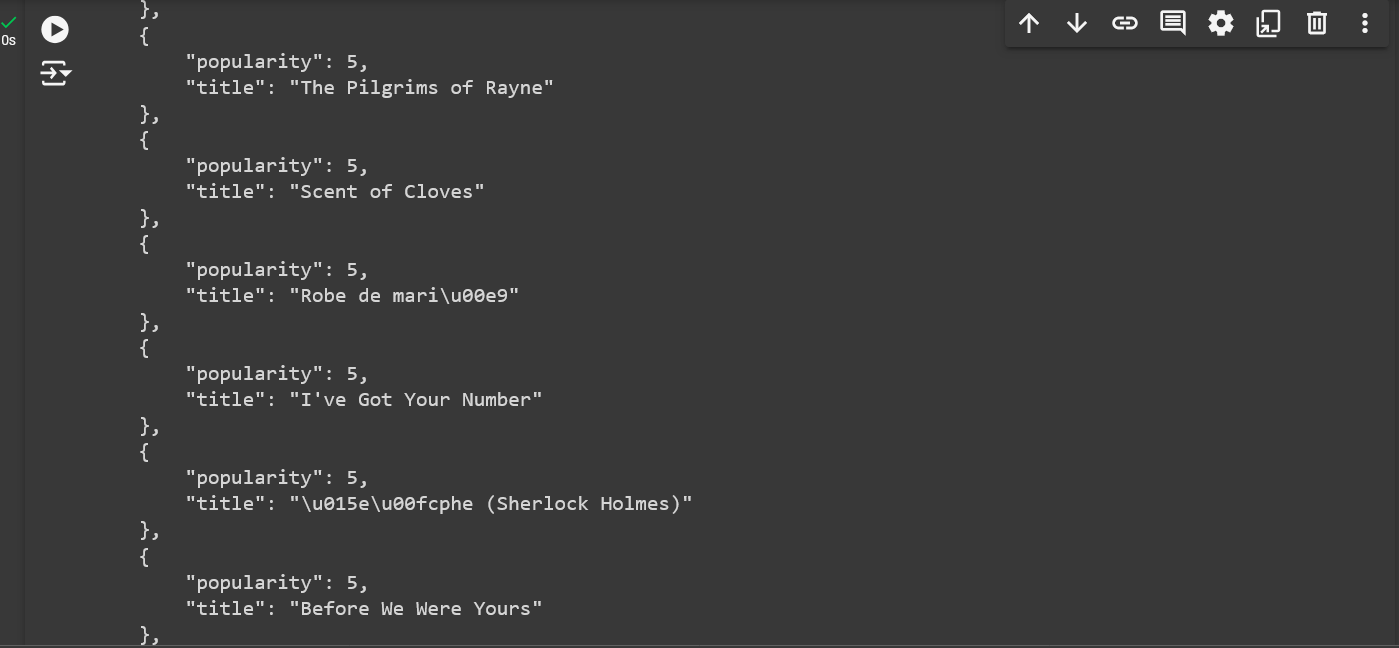 },
0s
{
"popularity": 5,
"title": "The Pilgrims of Rayne"
},
{
"popularity": 5,
"title": "Scent of Cloves"
},
{
"popularity": 5,
"title": "Robe de mari\u00e9"
},
{
"popularity": 5,
"title": "I've Got Your Number"
},
{
"popularity": 5,
"title": "\u015e\u00fcphe (Sherlock Holmes)"
},
{
"popularity": 5,
"title": "Before We Were Yours"
},